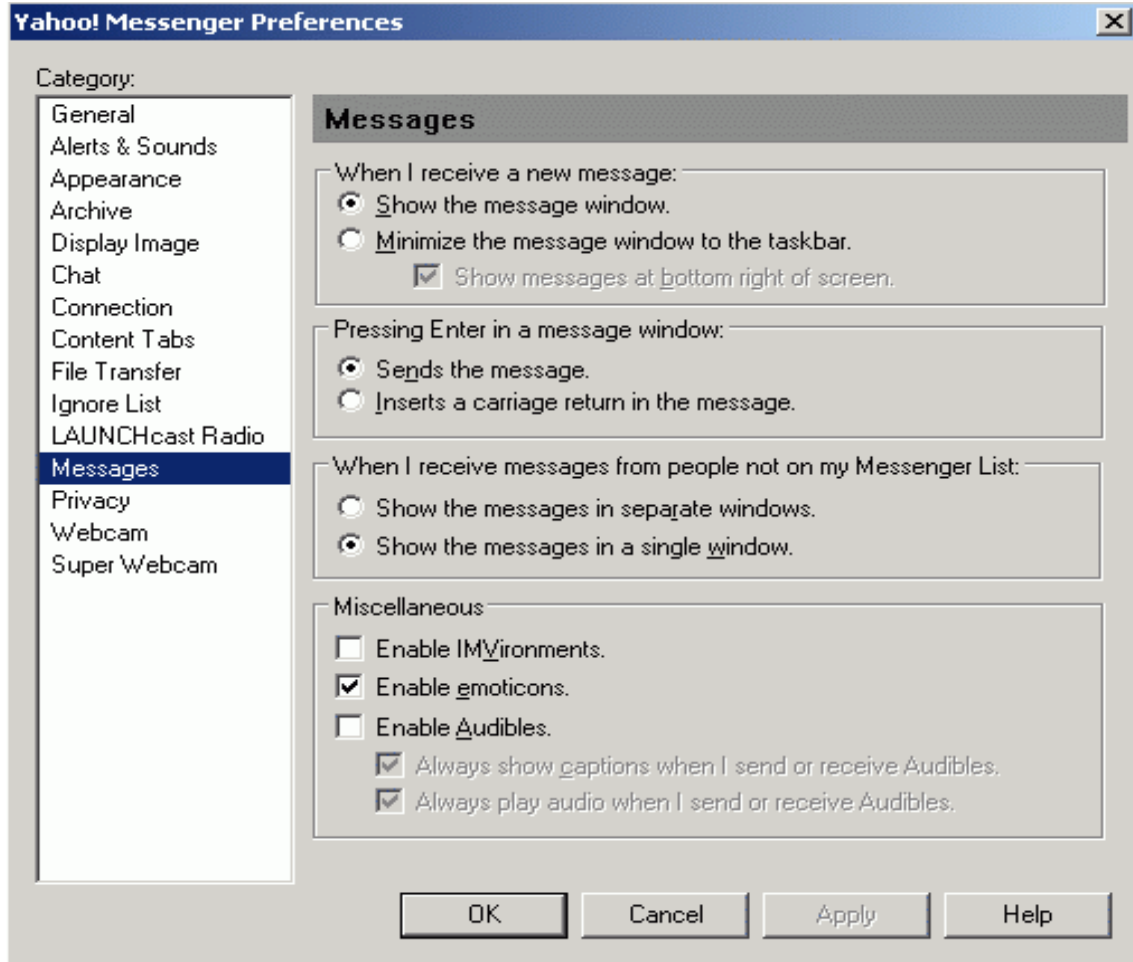 Yahoo! Messenger Preferences
Category:
General
Alerts & Sounds
Appearance
Archive
Display Image
Chat
Connection
Content Tabs
File Transfer
Ignore List
LAUNCHcast Radio
Messages
Privacy
Webcam
Super Webcam
Messages
When I receive a new message:
Show the message window.
Minimize the message window to the taskbar.
Show messages at bottom right of screen.
Pressing Enter in a message window:
Sends the message.
Inserts a carriage return in the message.
When I receive messages from people not on my Messenger List:
Show the messages in separate windows.
Show the messages in a single window.
Miscellaneous
Enable IMVironments.
Enable emoticons.
Enable Audibles.
Always show captions when I send or receive Audibles.
Always play audio when I send or receive Audibles.
OK
Cancel
Apply
Help